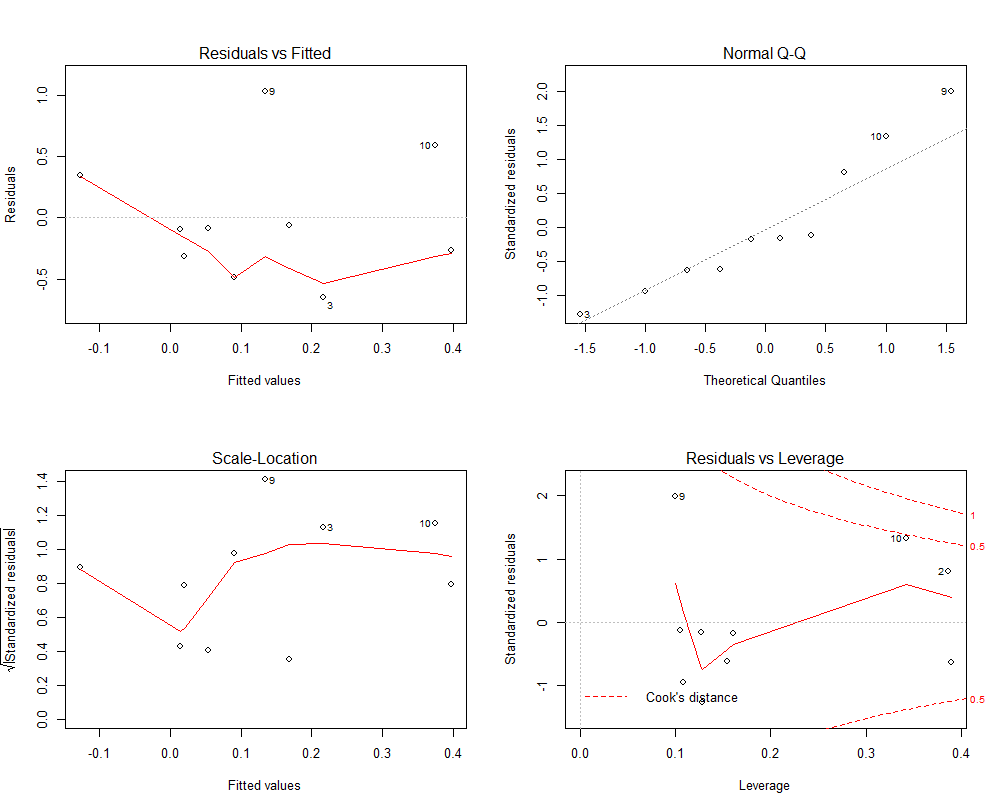 Residuals vs Fitted
Residuals
1.0
0.5
0.0
-0.5
9
10
3
-0.1 0.0 0.1 0.2 0.3 0.4
Fitted values
Normal Q-Q
Standardized residuals
2.0
1.5
1.0
0.5
0.0
-0.5
-1.0
9
10
3
-1.5 -1.0 -0.5 0.0 0.5 1.0 1.5
Theoretical Quantiles
Scale-Location
√|Standardized residuals|
1.4
1.2
1.0
0.8
0.6
0.4
0.2
0.0
9
3
10
-0.1 0.0 0.1 0.2 0.3 0.4
Fitted values
Residuals vs Leverage
Standardized residuals
2
1
0
-1
9
10
2
1
0.5
0.5
Cook's distance
0.0 0.1 0.2 0.3 0.4
Leverage